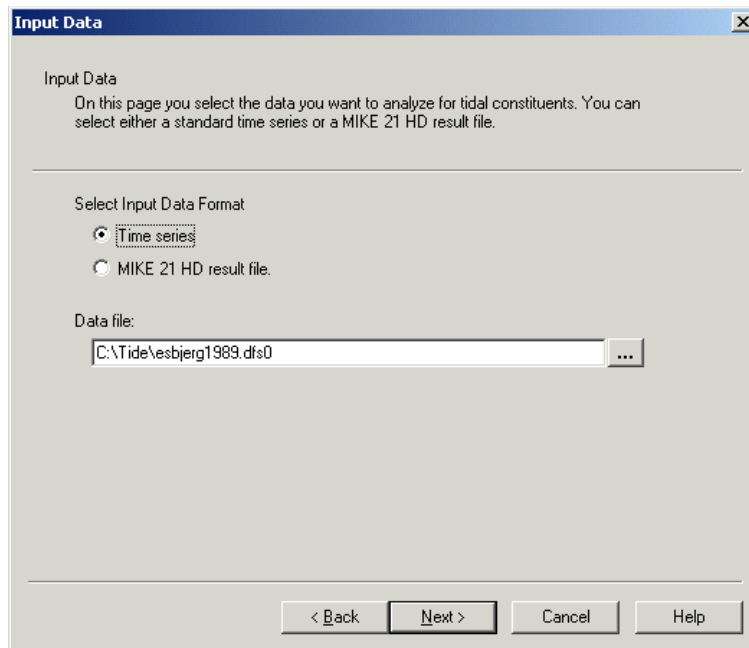 Input Data
Input Data
On this page you select the data you want to analyze for tidal constituents. You can
select either a standard time series or a MIKE 21 HD result file.
Select Input Data Format
Time series
MIKE 21 HD result file.
Data file:
C:\Tide\esbjerg1989.dfs0
...
< Back Next > Cancel Help